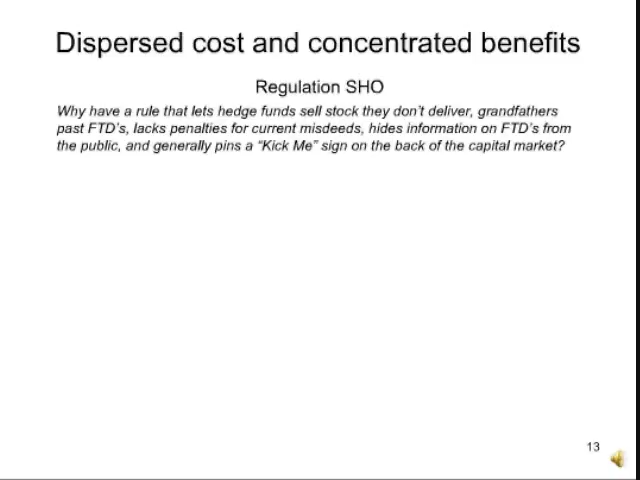 Dispersed cost and concentrated benefits
Regulation SHO
Why have a rule that lets hedge funds sell stock they don't deliver, grandfathers
past FTD's, lacks penalties for current misdeeds, hides information on FTD's from
the public, and generally pins a “Kick Me” sign on the back of the capital market?
13